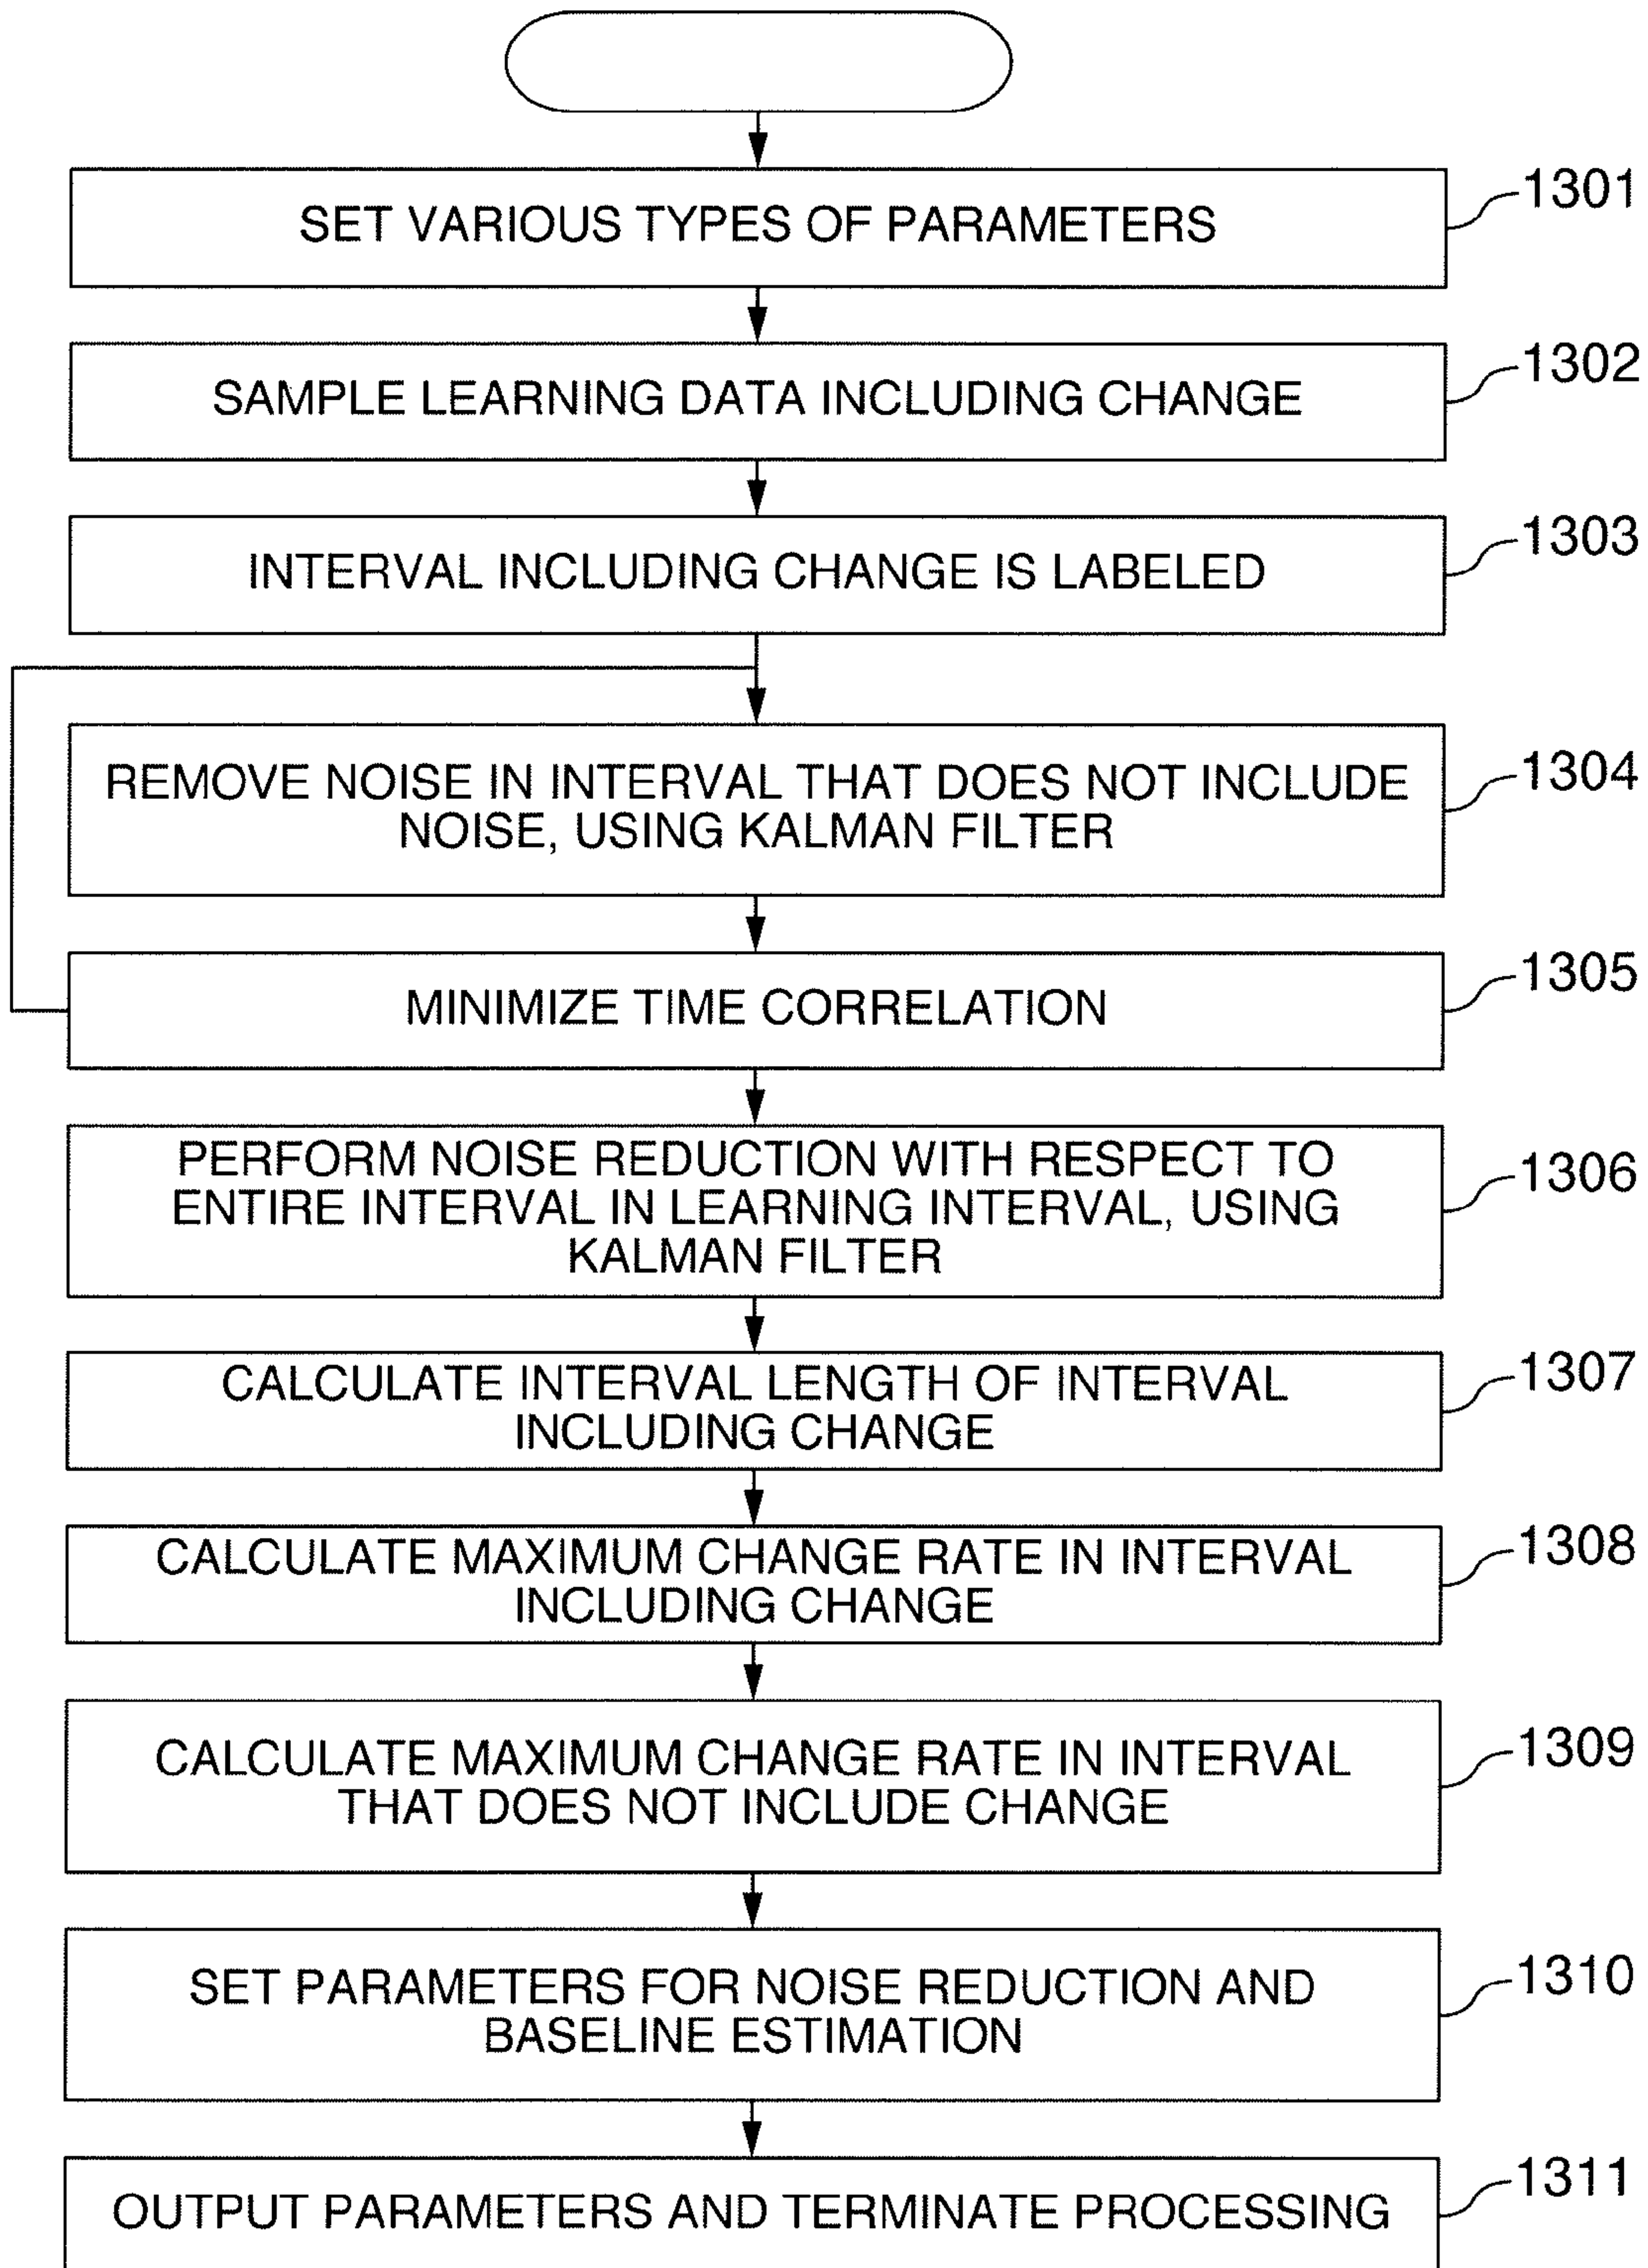 SET VARIOUS TYPES OF PARAMETERS
1301
SAMPLE LEARNING DATA INCLUDING CHANGE
1302
INTERVAL INCLUDING CHANGE IS LABELED
1303
REMOVE NOISE IN INTERVAL THAT DOES NOT INCLUDE
NOISE, USING KALMAN FILTER
1304
MINIMIZE TIME CORRELATION
1305
PERFORM NOISE REDUCTION WITH RESPECT TO
ENTIRE INTERVAL IN LEARNING INTERVAL, USING
KALMAN FILTER
1306
CALCULATE INTERVAL LENGTH OF INTERVAL
INCLUDING CHANGE
1307
CALCULATE MAXIMUM CHANGE RATE IN INTERVAL
INCLUDING CHANGE
1308
CALCULATE MAXIMUM CHANGE RATE IN INTERVAL
THAT DOES NOT INCLUDE CHANGE
1309
SET PARAMETERS FOR NOISE REDUCTION AND
BASELINE ESTIMATION
1310
OUTPUT PARAMETERS AND TERMINATE PROCESSING
1311